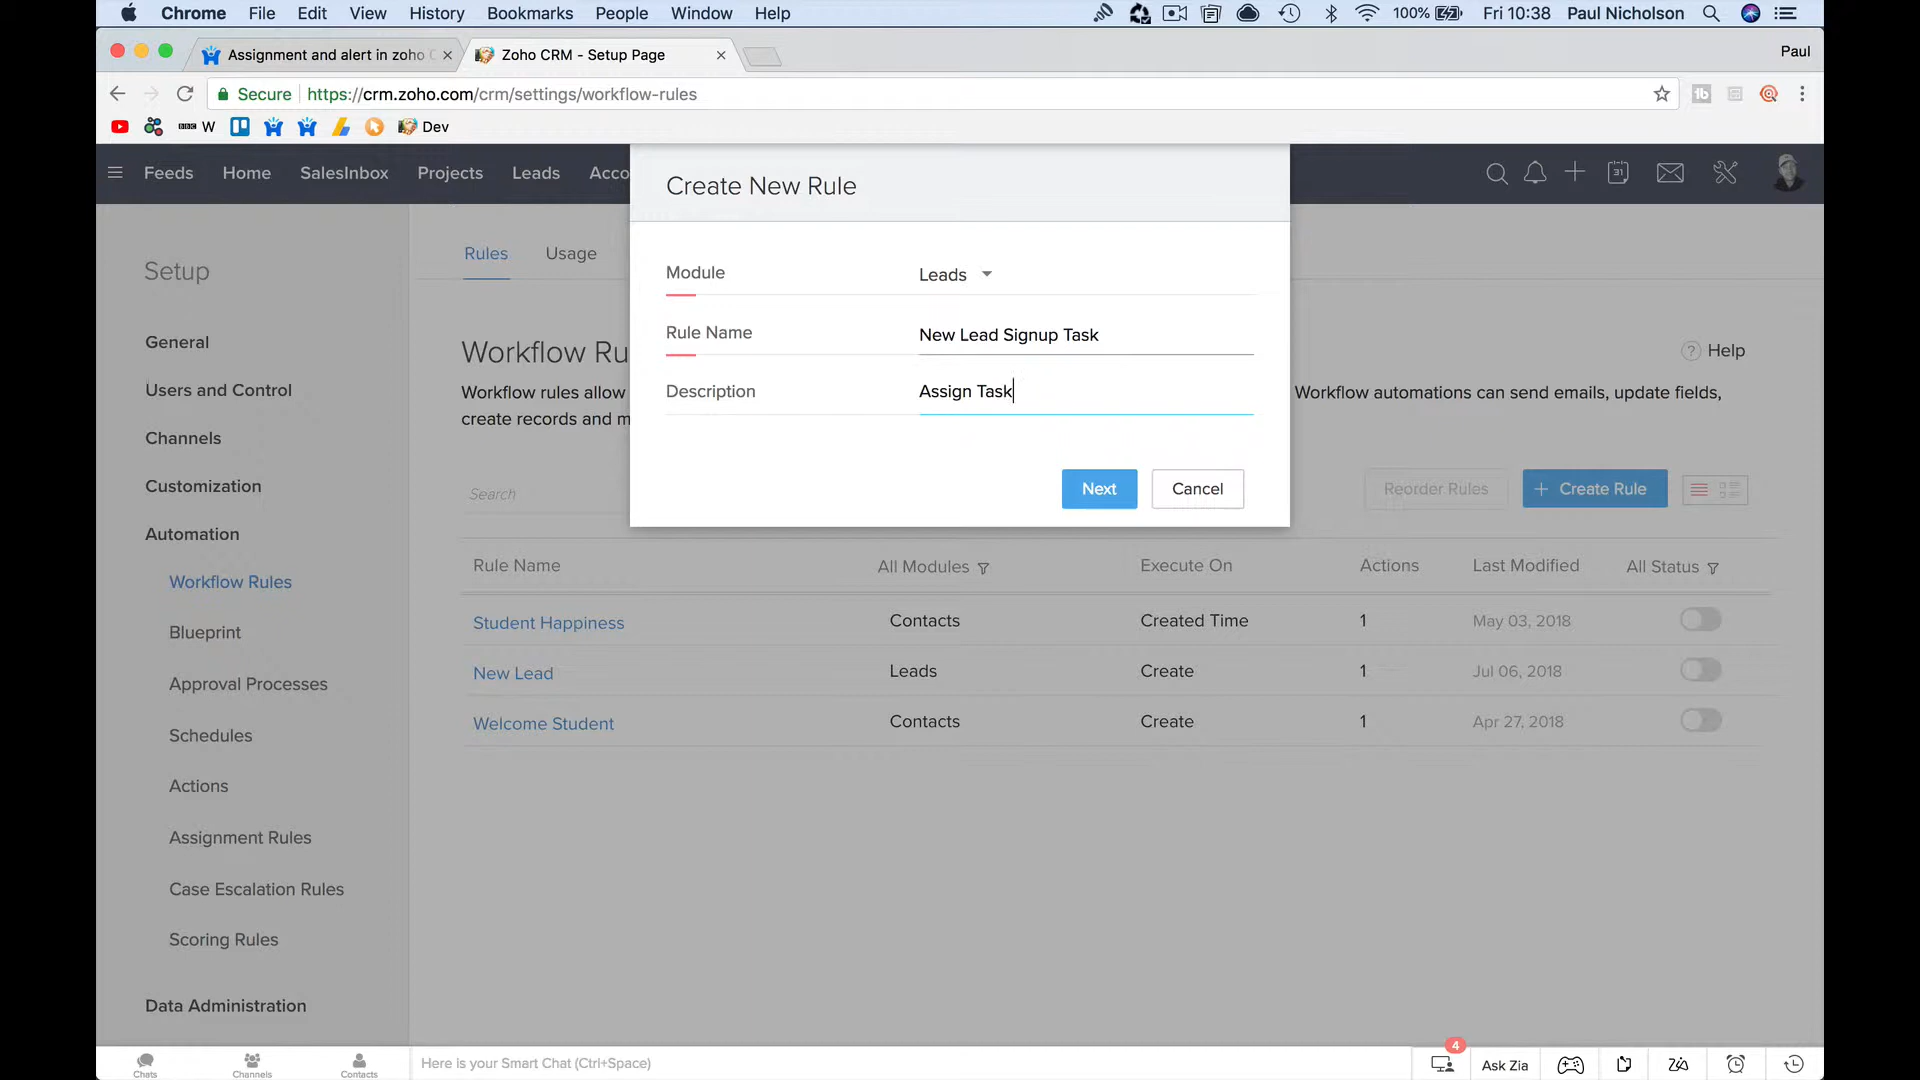 Chrome File Edit View History Bookmarks People Window Help 100% Fri 10:38 Paul Nicholson
Assignment and alert in zoho C
Zoho CRM - Setup Page
Paul
Secure https://crm.zoho.com/crm/settings/workflow-rules
BBC W Dev
Feeds Home SalesInbox Projects Leads Acco
31
Create New Rule
Module Leads
Rule Name New Lead Signup Task
Description Assign Task
Next Cancel
Setup
General
Users and Control
Channels
Customization
Automation
Workflow Rules
Blueprint
Approval Processes
Schedules
Actions
Assignment Rules
Case Escalation Rules
Scoring Rules
Data Administration
Rules Usage
Workflow Ru
? Help
Workflow rules allow Workflow automations can send emails, update fields,
create records and m
Search
Reorder Rules + Create Rule
Rule Name All Modules Execute On Actions Last Modified All Status
Student Happiness Contacts Created Time 1 May 03, 2018
New Lead Leads Create 1 Jul 06, 2018
Welcome Student Contacts Create 1 Apr 27, 2018
Chats Channels Contacts
Here is your Smart Chat (Ctrl+Space)
4
Ask Zia